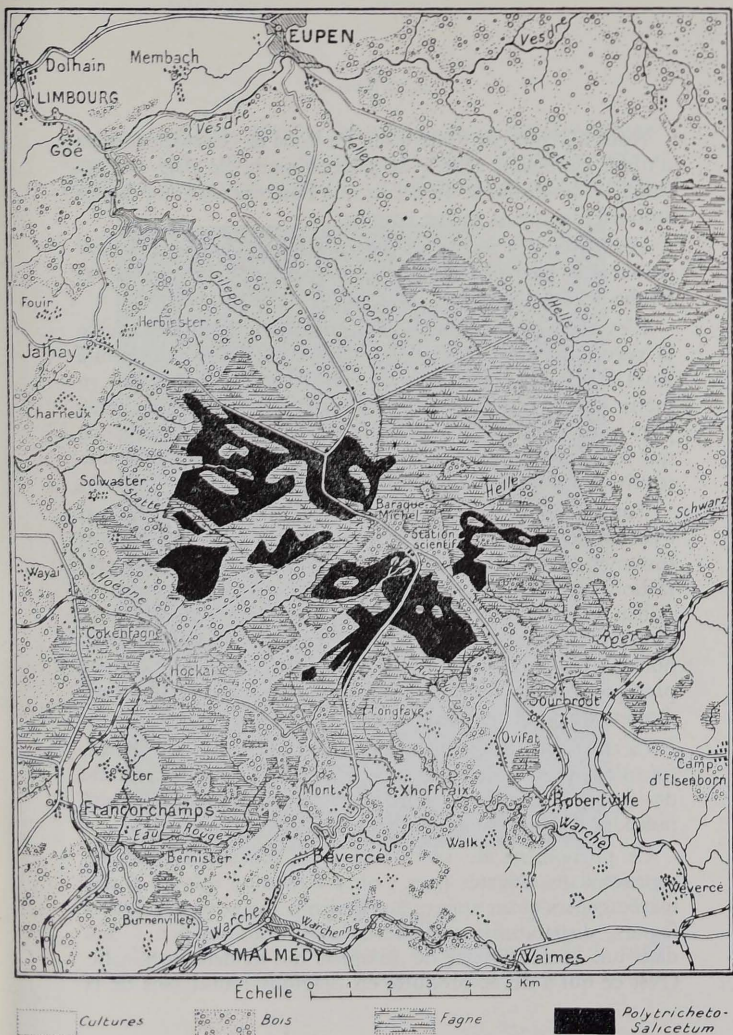 EUPEN
Vesdre
Dolhain
Membach
LIMBOURG
Goé
Vesdre
Helle
Getz
Gileppe
Soor
Helle
Fouir
Herbiester
Jalhay
Charneux
Solwaster
Statte
Baraque
Michel
Helle
Station
scientif.
Schwarz
Wayai
Hoëgne
Cokenfagne
Hockai
Roer
Longfaye
Sourbrodt
Ovifat
Camp
d'Elsenborn
Ster
Mont
Xhoffraix
Robertville
Francorchamps
Eau Rouge
Walk
Warche
Bernister
Bévercé
Wévercé
Burnenville
Warche
Warchenne
MALMEDY
Waimes
Échelle 0 1 2 3 4 5 Km
Cultures
Bois
Fagne
Polytricheto-
Salicetum